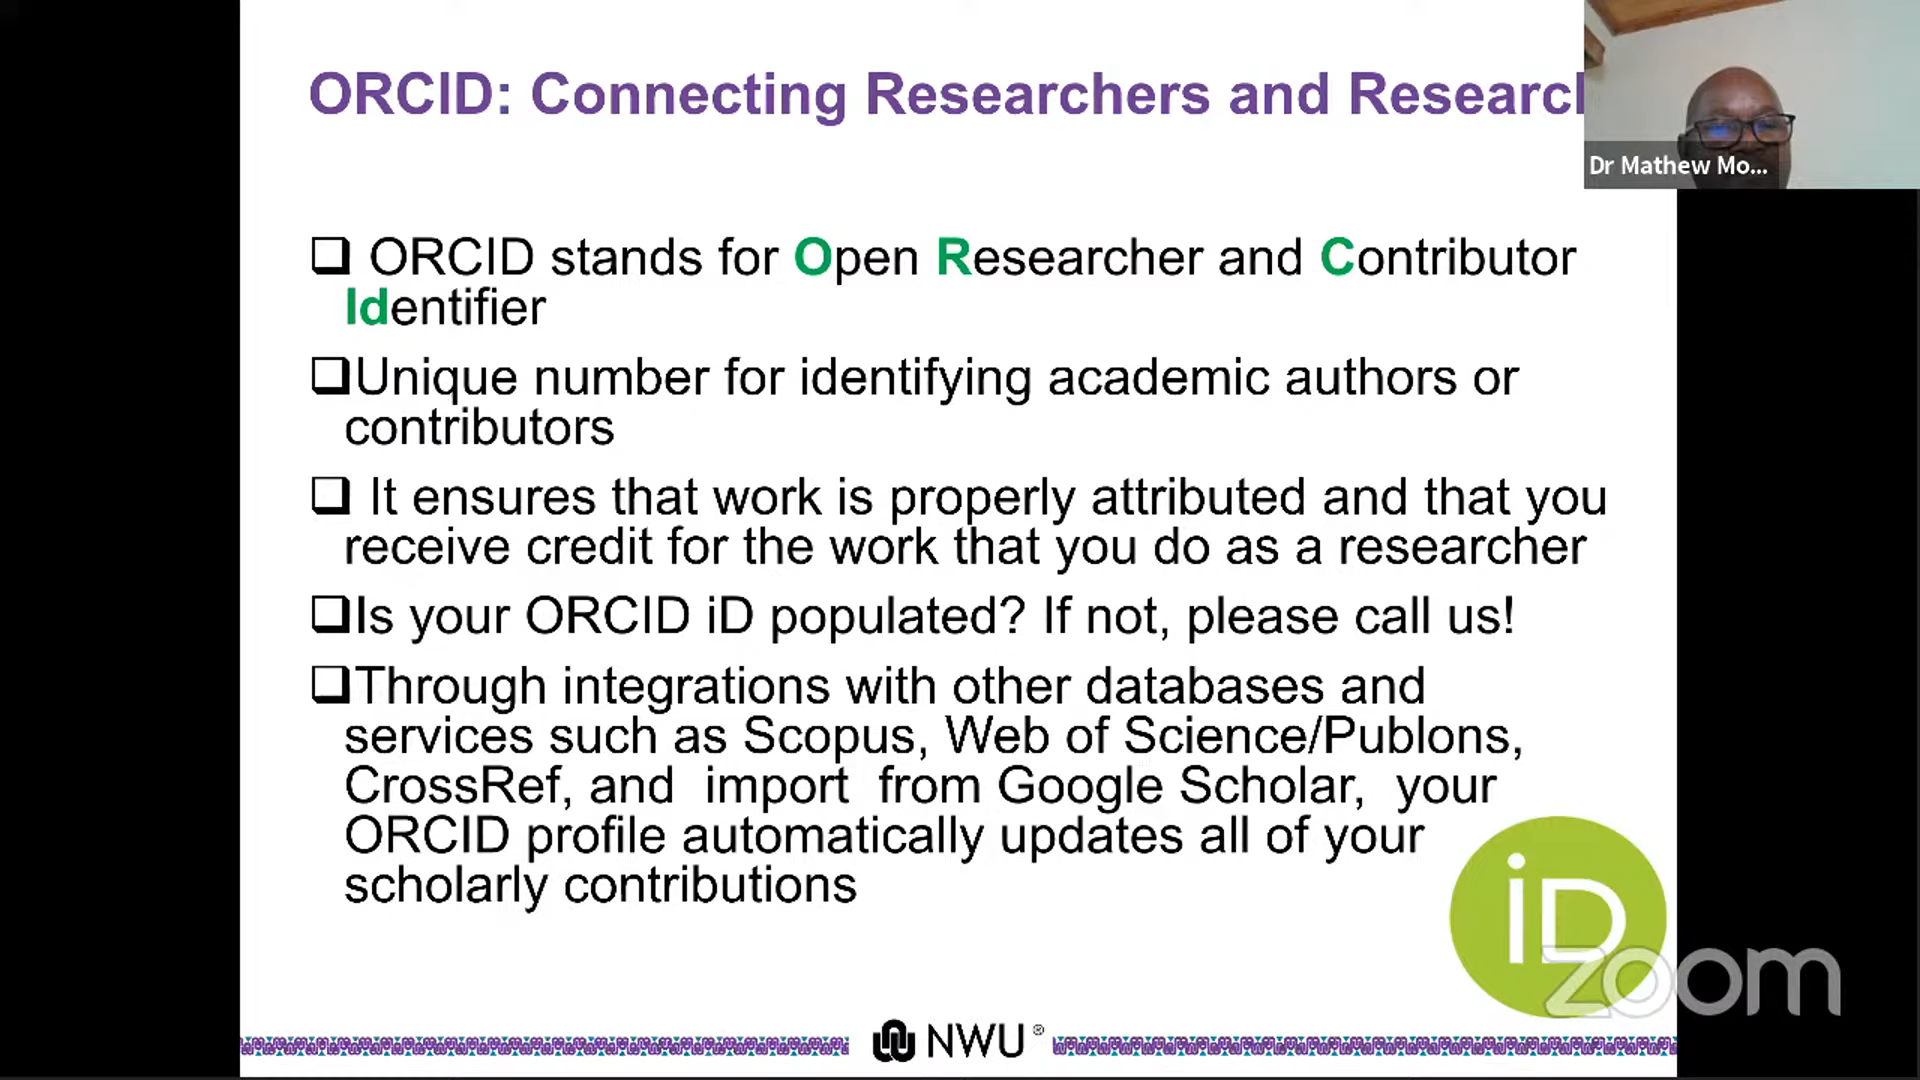 ORCID: Connecting Researchers and Research
Dr Mathew Mo...
ORCID stands for Open Researcher and Contributor
Identifier
Unique number for identifying academic authors or
contributors
It ensures that work is properly attributed and that you
receive credit for the work that you do as a researcher
Is your ORCID iD populated? If not, please call us!
Through integrations with other databases and
services such as Scopus, Web of Science/Publons,
CrossRef, and import from Google Scholar, your
ORCID profile automatically updates all of your
scholarly contributions
iD
zoom
NWU®